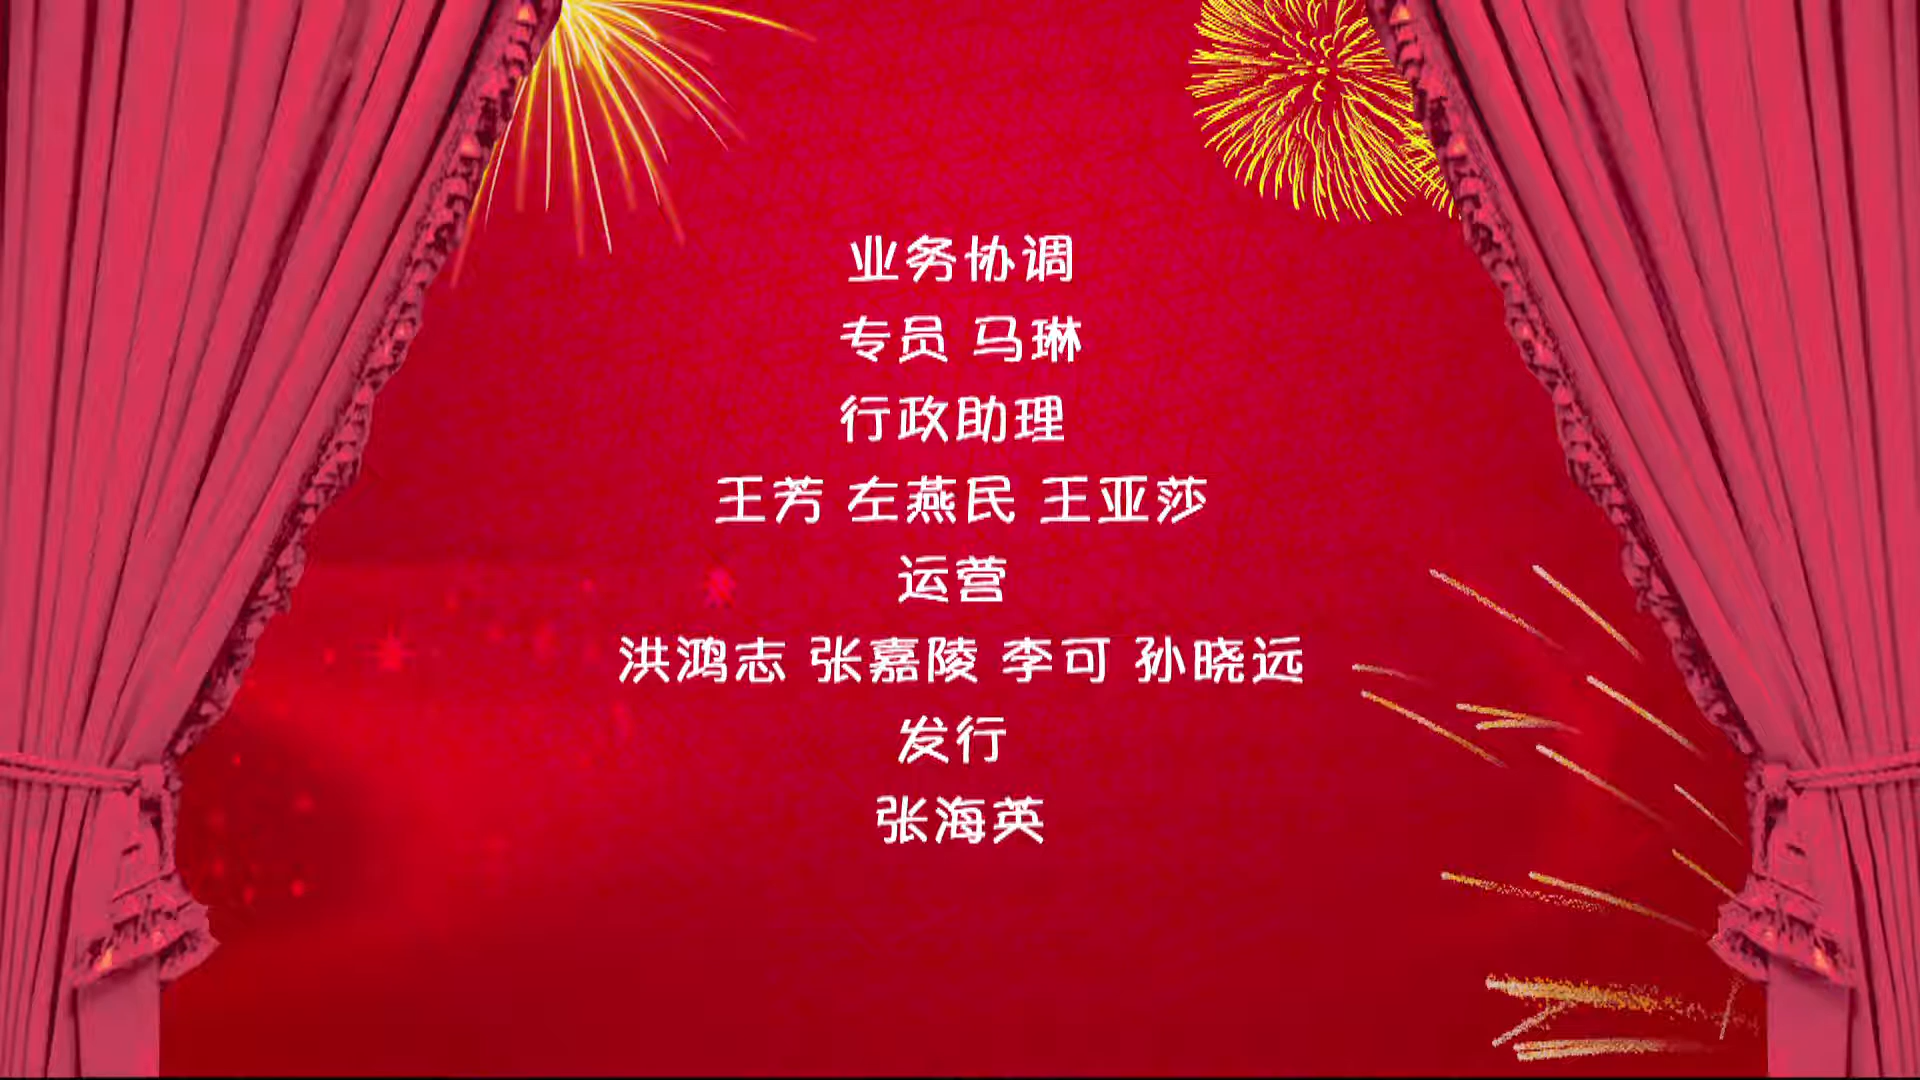 业务协调
专员 马琳
行政助理
王芳 左燕民 王亚莎
运营
洪鸿志 张嘉陵 李可 孙晓远
发行
张海英